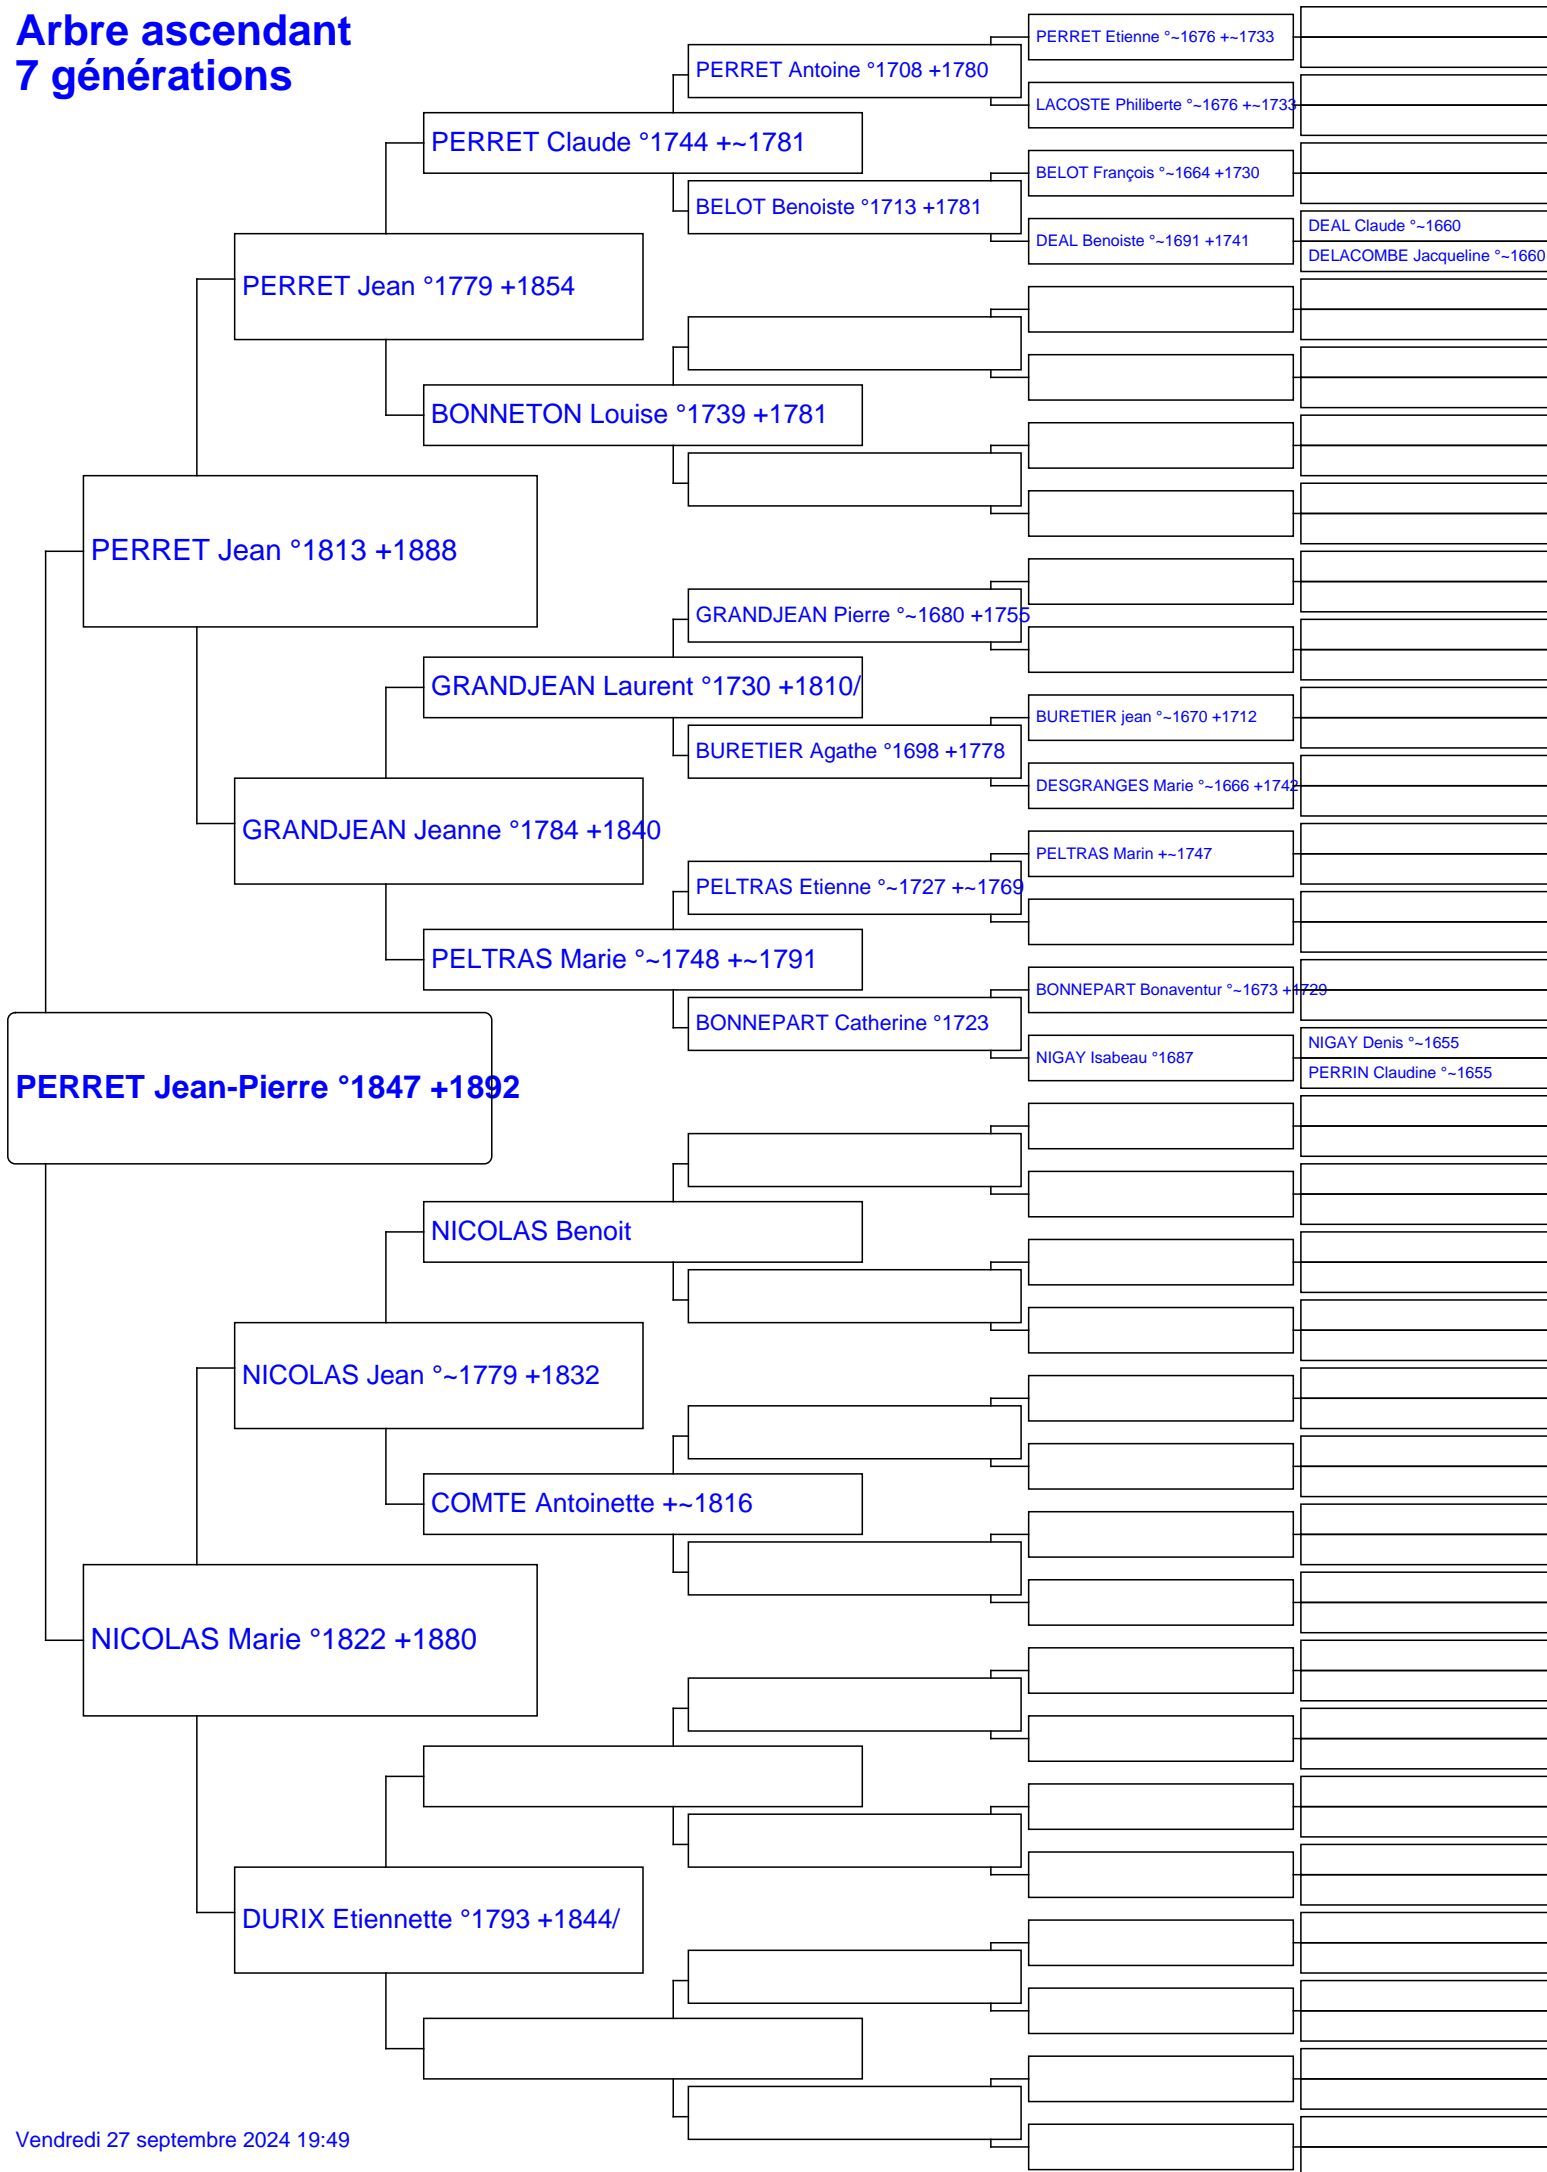 Arbre ascendant
7 générations
PERRET Etienne °~1676 +~1733
PERRET Antoine °1708 +1780
LACOSTE Philiberte °~1676 +~1733
PERRET Claude °1744 +~1781
BELOT François °~1664 +1730
BELOT Benoiste °1713 +1781
DEAL Claude °~1660
DEAL Benoiste °~1691 +1741
DELACOMBE Jacqueline °~1660
PERRET Jean °1779 +1854
BONNETON Louise °1739 +1781
PERRET Jean °1813 +1888
GRANDJEAN Pierre °~1680 +1755
GRANDJEAN Laurent °1730 +1810/
BURETIER jean °~1670 +1712
BURETIER Agathe °1698 +1778
DESGRANGES Marie °~1666 +1742
GRANDJEAN Jeanne °1784 +1840
PELTRAS Marin +~1747
PELTRAS Etienne °~1727 +~1769
PELTRAS Marie °~1748 +~1791
BONNEPART Bonaventur °~1673 +1729
BONNEPART Catherine °1723
NIGAY Denis °~1655
NIGAY Isabeau °1687
PERRIN Claudine °~1655
PERRET Jean-Pierre °1847 +1892
NICOLAS Benoit
NICOLAS Jean °~1779 +1832
COMTE Antoinette +~1816
NICOLAS Marie °1822 +1880
DURIX Etiennette °1793 +1844/
Vendredi 27 septembre 2024 19:49